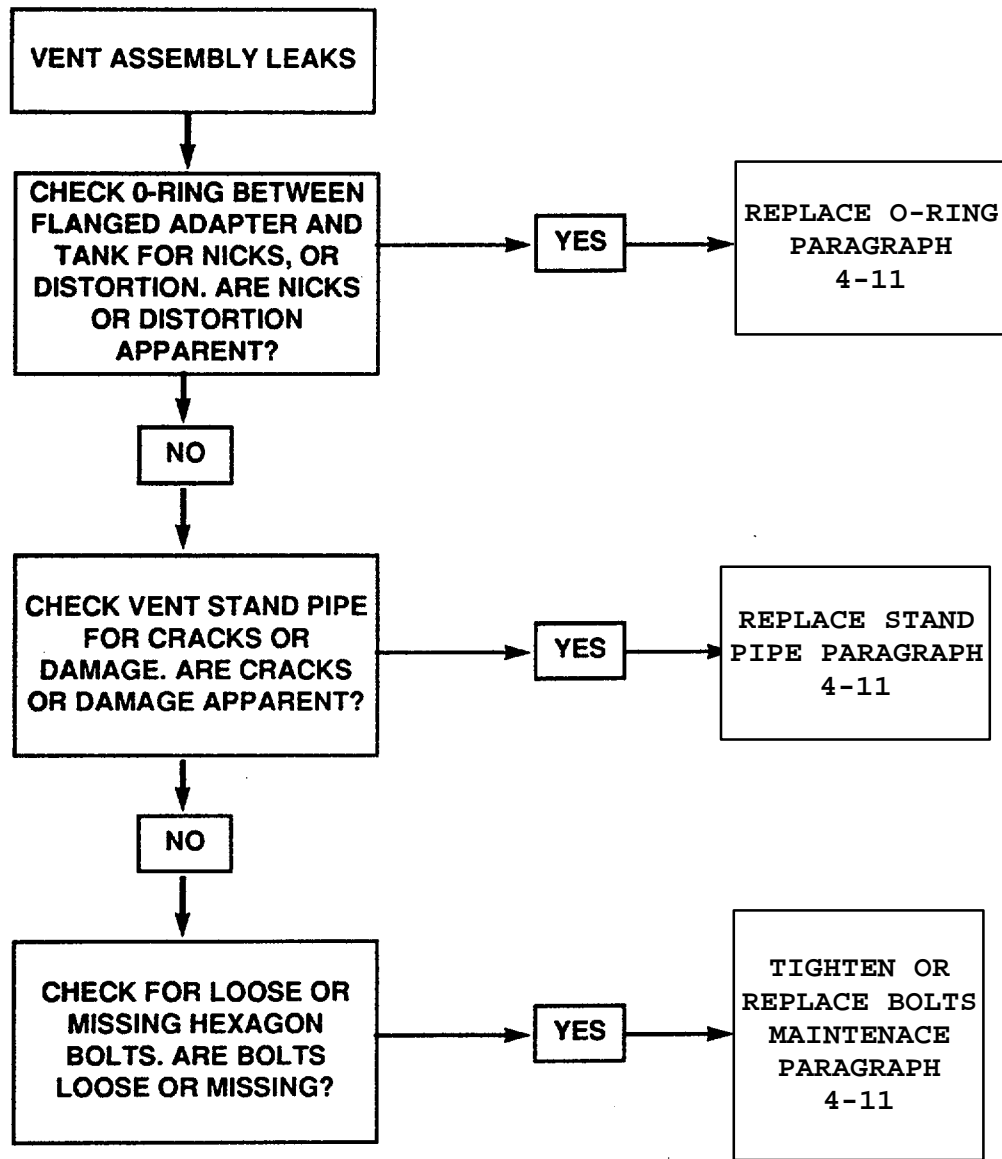 VENT ASSEMBLY LEAKS
CHECK 0-RING BETWEEN
FLANGED ADAPTER AND
TANK FOR NICKS, OR
DISTORTION. ARE NICKS
OR DISTORTION
APPARENT?
YES
REPLACE O-RING
PARAGRAPH
4-11
NO
CHECK VENT STAND PIPE
FOR CRACKS OR
DAMAGE. ARE CRACKS
OR DAMAGE APPARENT?
YES
REPLACE STAND
PIPE PARAGRAPH
4-11
NO
CHECK FOR LOOSE OR
MISSING HEXAGON
BOLTS. ARE BOLTS
LOOSE OR MISSING?
YES
TIGHTEN OR
REPLACE BOLTS
MAINTENACE
PARAGRAPH
4-11